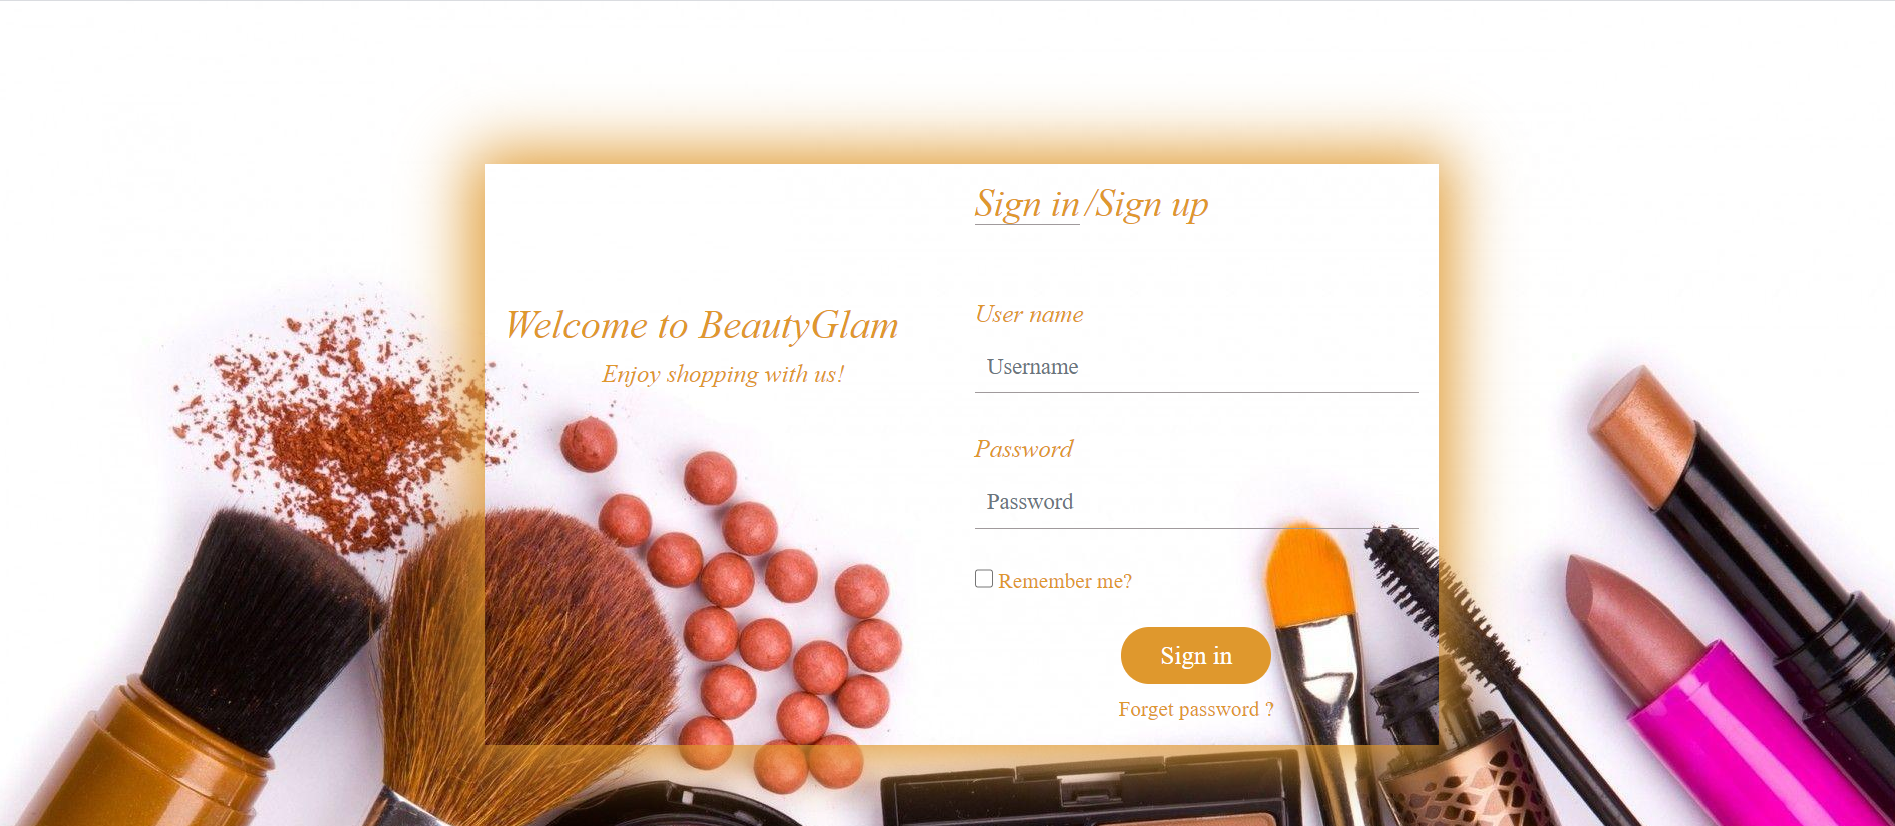 Sign in/Sign up
Welcome to BeautyGlam
Enjoy shopping with us!
User name
Username
Password
Password
Remember me?
Sign in
Forget password ?